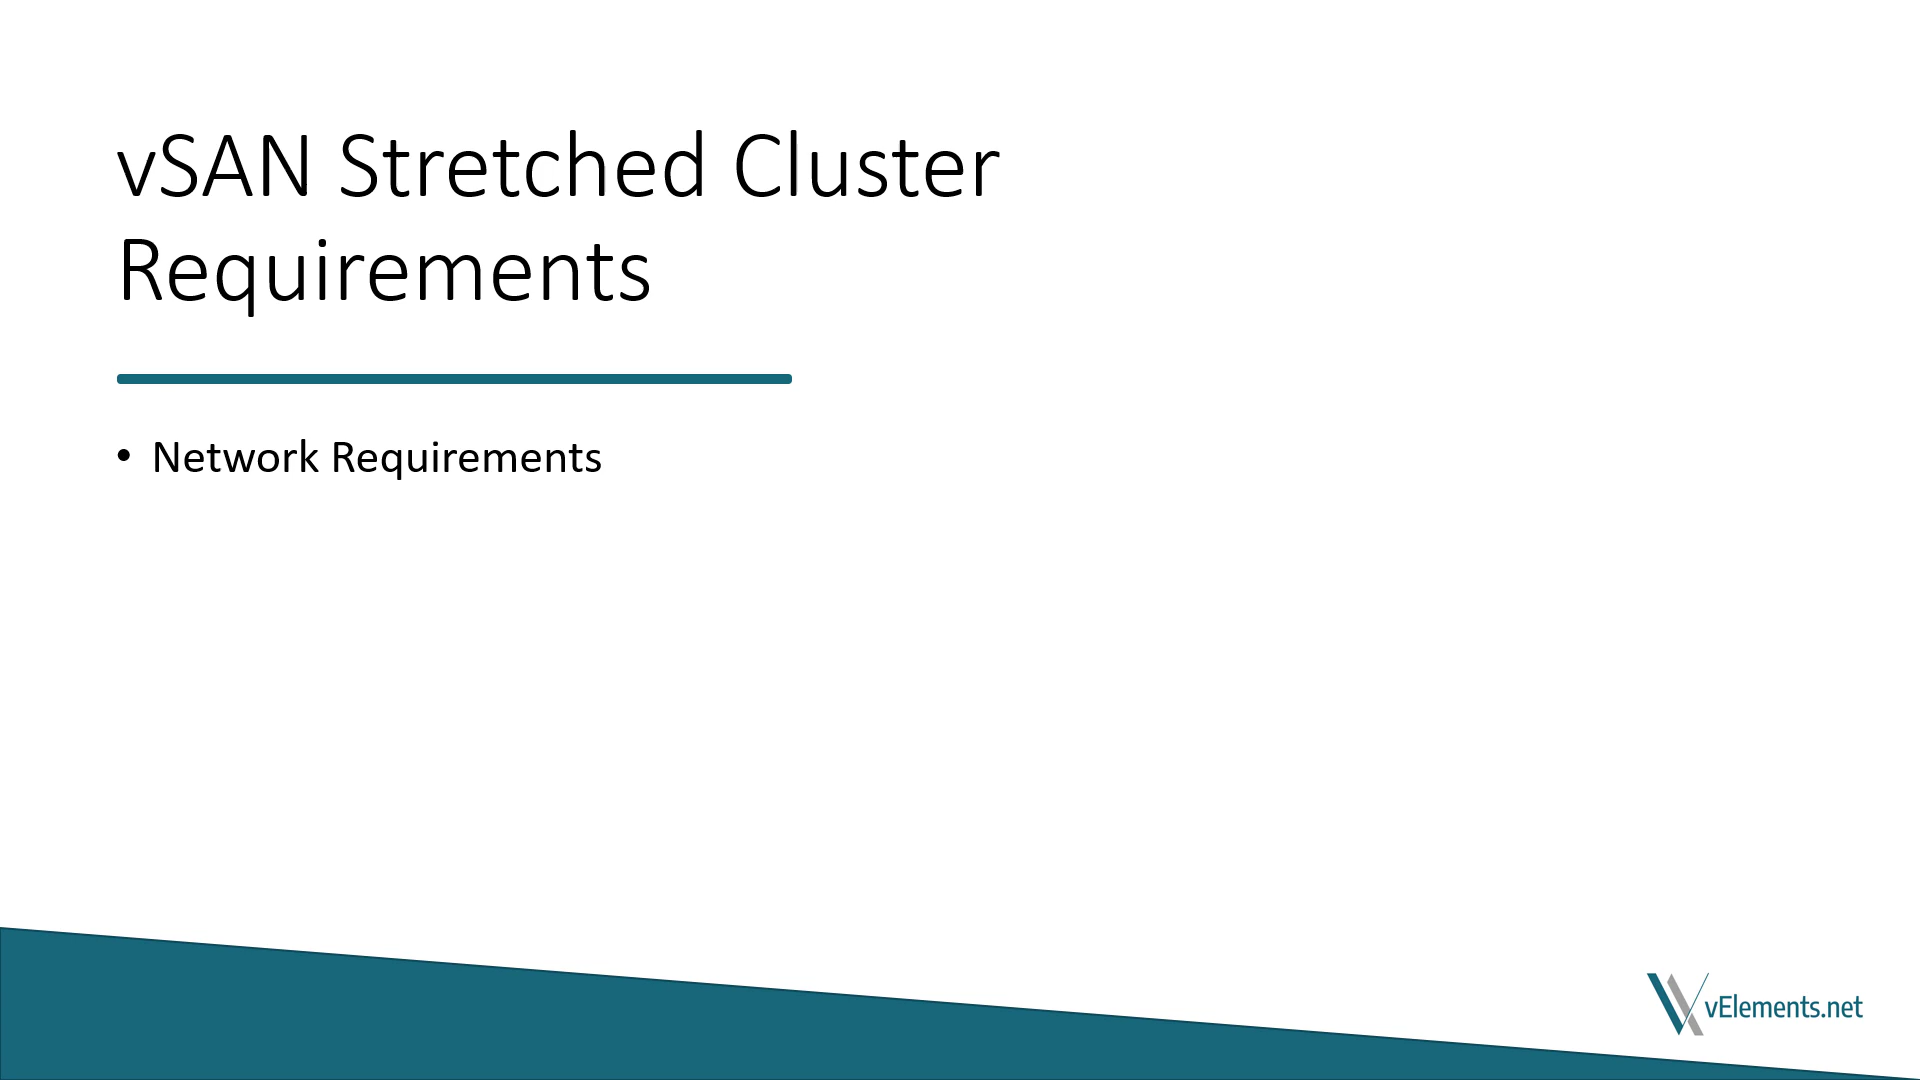 vSAN Stretched Cluster
Requirements
• Network Requirements
vElements.net